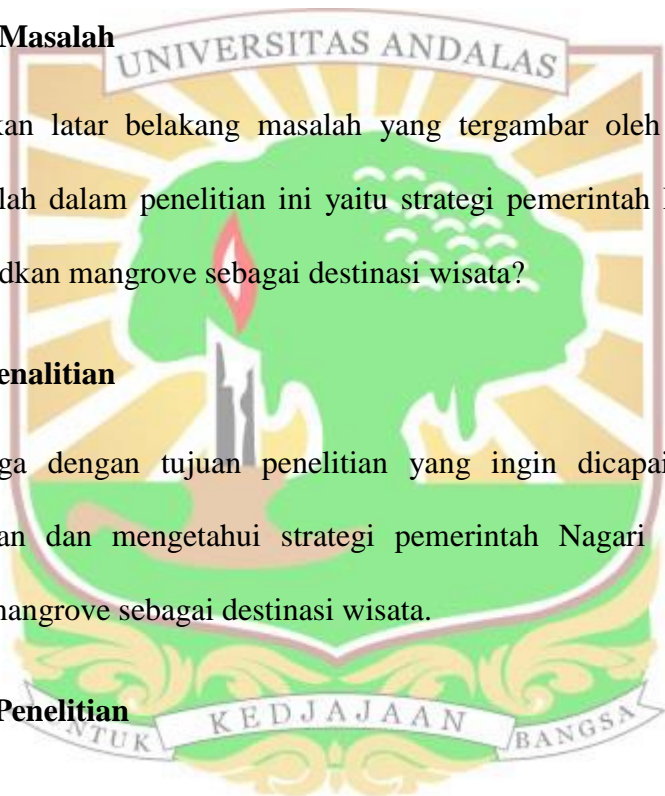 Masalah
UNIVERSITAS ANDALAS
kan latar belakang masalah yang tergambar oleh
lah dalam penelitian ini yaitu strategi pemerintah
dkan mangrove sebagai destinasi wisata?
enalitian
ga dengan tujuan penelitian yang ingin dicapai
an dan mengetahui strategi pemerintah Nagari
mangrove sebagai destinasi wisata.
Penelitian
NTUK KEDJAJAAN BANGSA